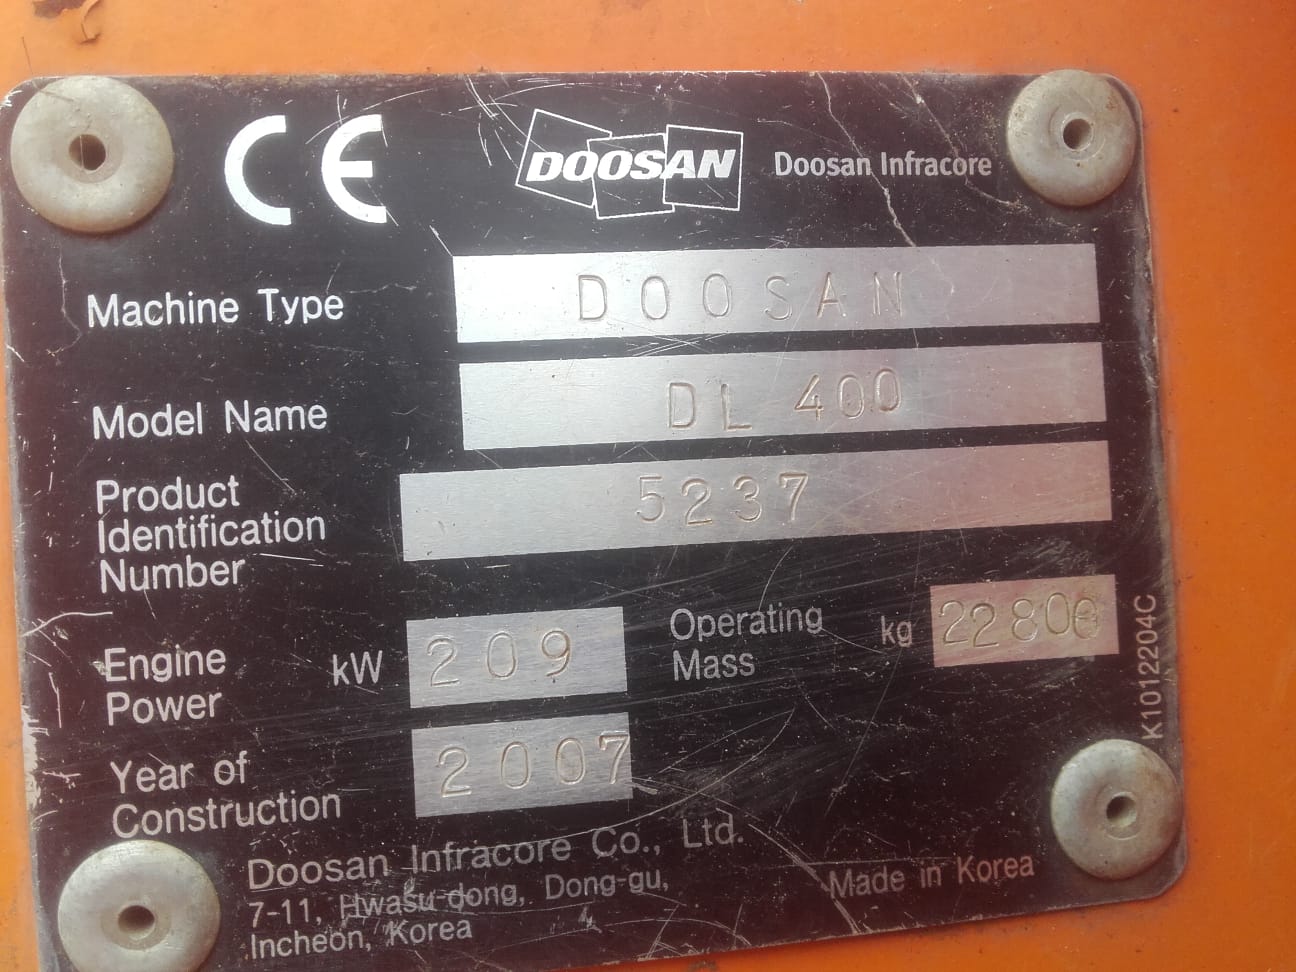 CE DOOSAN Doosan Infracore
Machine Type DOOSAN
Model Name DL 400
Product
Identification
Number 5237
Engine
Power kW 209
Operating
Mass kg 22800
Year of
Construction 2007
Doosan Infracore Co., Ltd.
7-11, Hwasu-dong, Dong-gu,
Incheon, Korea
Made in Korea
K1012204C